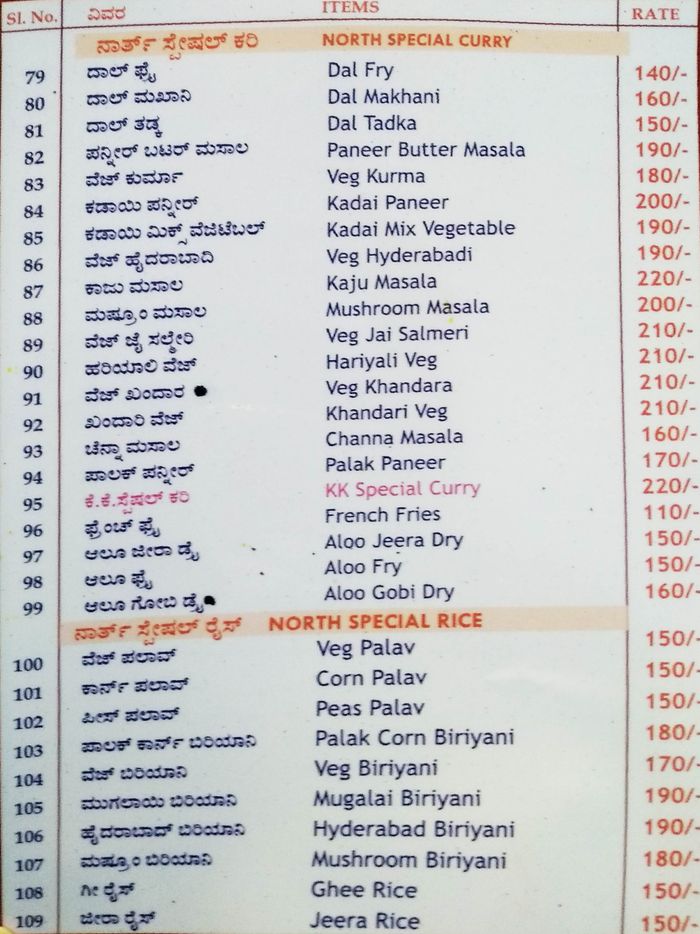 Sl. No. ವಿವರ ITEMS RATE
ನಾರ್ತ್ ಸ್ಪೇಷಲ್ ಕರಿ NORTH SPECIAL CURRY
79 ದಾಲ್ ಫ್ರೈ Dal Fry 140/-
80 ದಾಲ್ ಮಖಾನಿ Dal Makhani 160/-
81 ದಾಲ್ ತಡ್ಕ Dal Tadka 150/-
82 ಪನ್ನೀರ್ ಬಟರ್ ಮಸಾಲ Paneer Butter Masala 190/-
83 ವೆಜ್ ಕುರ್ಮಾ Veg Kurma 180/-
84 ಕಡಾಯಿ ಪನ್ನೀರ್ Kadai Paneer 200/-
85 ಕಡಾಯಿ ಮಿಕ್ಸ್ ವೆಜಿಟೆಬಲ್ Kadai Mix Vegetable 190/-
86 ವೆಜ್ ಹೈದರಾಬಾದಿ Veg Hyderabadi 190/-
87 ಕಾಜು ಮಸಾಲ Kaju Masala 220/-
88 ಮಷ್ರೂಂ ಮಸಾಲ Mushroom Masala 200/-
89 ವೆಜ್ ಜೈ ಸಲ್ಮೇರಿ Veg Jai Salmeri 210/-
90 ಹರಿಯಾಲಿ ವೆಜ್ Hariyali Veg 210/-
91 ವೆಜ್ ಖಂದಾರ Veg Khandara 210/-
92 ಖಂದಾರಿ ವೆಜ್ Khandari Veg 210/-
93 ಚೆನ್ನಾ ಮಸಾಲ Channa Masala 160/-
94 ಪಾಲಕ್ ಪನ್ನೀರ್ Palak Paneer 170/-
95 ಕೆ.ಕೆ.ಸ್ಪೆಷಲ್ ಕರಿ KK Special Curry 220/-
96 ಫ್ರೆಂಚ್ ಫ್ರೈ French Fries 110/-
97 ಆಲೂ ಜೀರಾ ಡ್ರೈ Aloo Jeera Dry 150/-
98 ಆಲೂ ಫ್ರೈ Aloo Fry 150/-
99 ಆಲೂ ಗೋಬಿ ಡ್ರೈ Aloo Gobi Dry 160/-
ನಾರ್ತ್ ಸ್ಪೇಷಲ್ ರೈಸ್ NORTH SPECIAL RICE
100 ವೆಜ್ ಪಲಾವ್ Veg Palav 150/-
101 ಕಾರ್ನ್ ಪಲಾವ್ Corn Palav 150/-
102 ಪೀಸ್ ಪಲಾವ್ Peas Palav 150/-
103 ಪಾಲಕ್ ಕಾರ್ನ್ ಬಿರಿಯಾನಿ Palak Corn Biriyani 180/-
104 ವೆಜ್ ಬಿರಿಯಾನಿ Veg Biriyani 170/-
105 ಮುಗಲಾಯಿ ಬಿರಿಯಾನಿ Mugalai Biriyani 190/-
106 ಹೈದರಾಬಾದ್ ಬಿರಿಯಾನಿ Hyderabad Biriyani 190/-
107 ಮಷ್ರೂಂ ಬಿರಿಯಾನಿ Mushroom Biriyani 180/-
108 ಗೀ ರೈಸ್ Ghee Rice 150/-
109 ಜೀರಾ ರೈಸ್ Jeera Rice 150/-